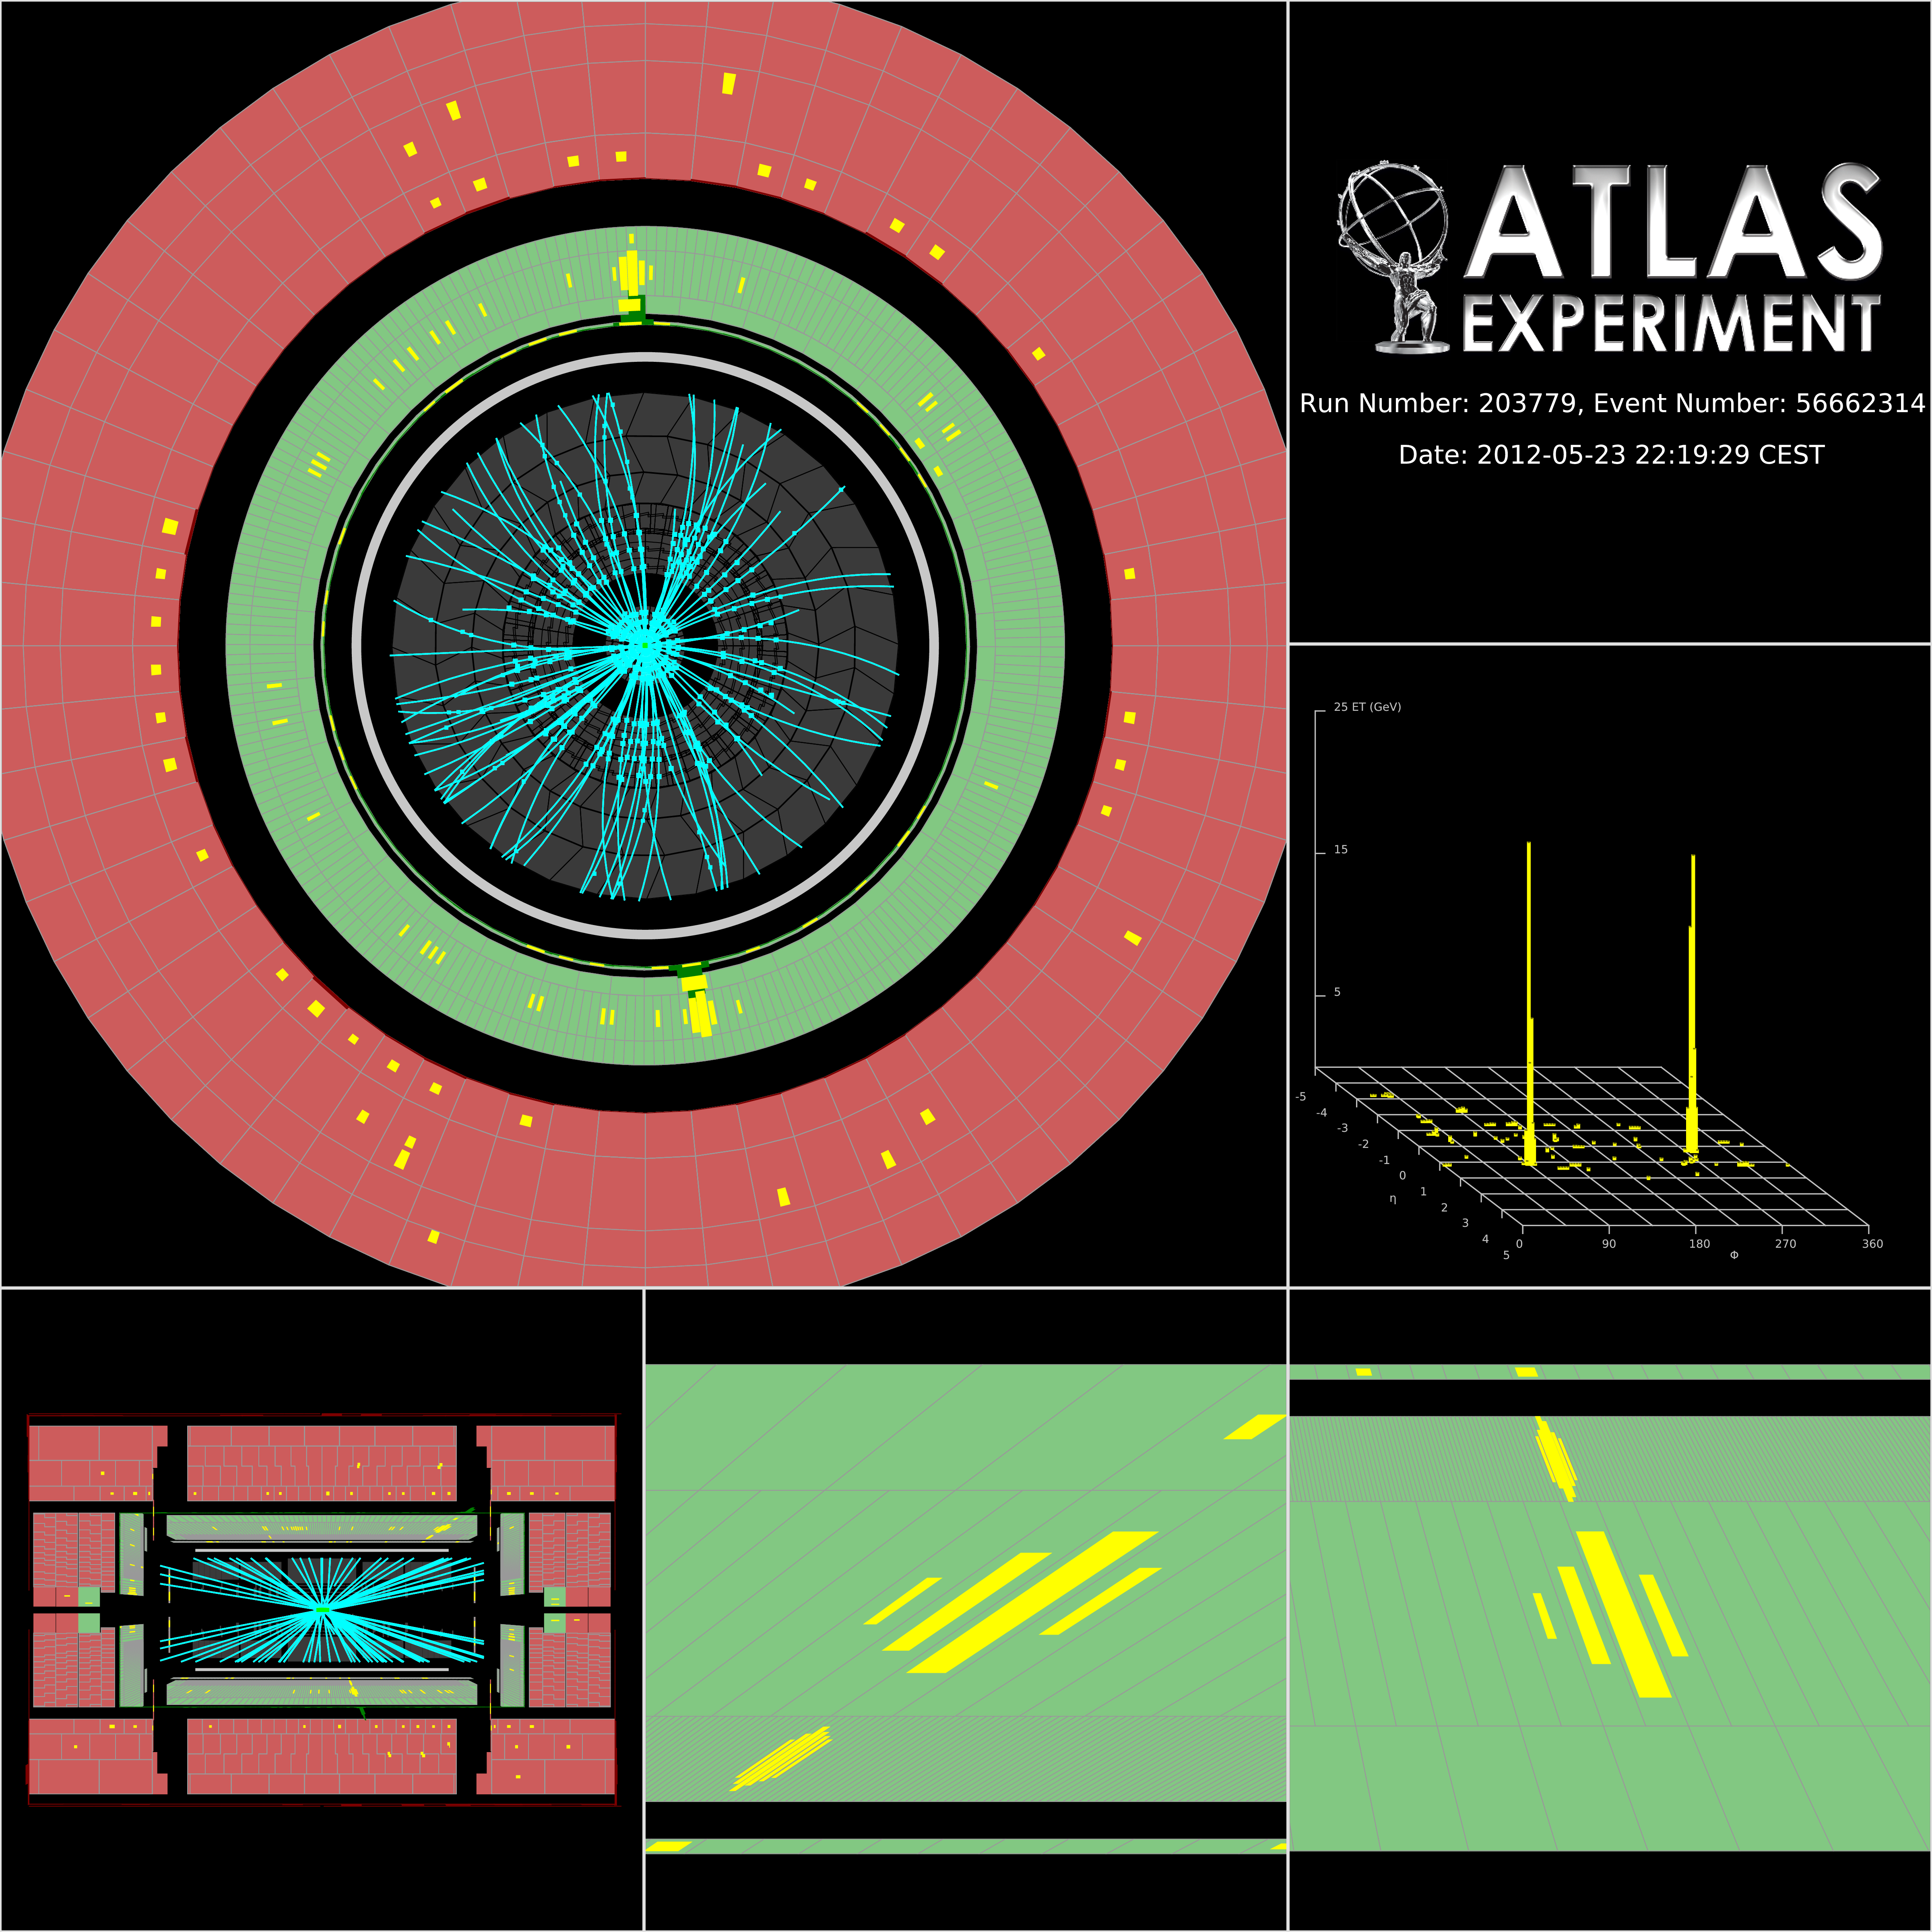 ATLAS
EXPERIMENT
Run Number: 203779, Event Number: 56662314
Date: 2012-05-23 22:19:29 CEST
25 ET (GeV)
15
5
-5
-4
-3
-2
-1
0
1
2
3
4
5
η
0 90 180 270 360
Φ